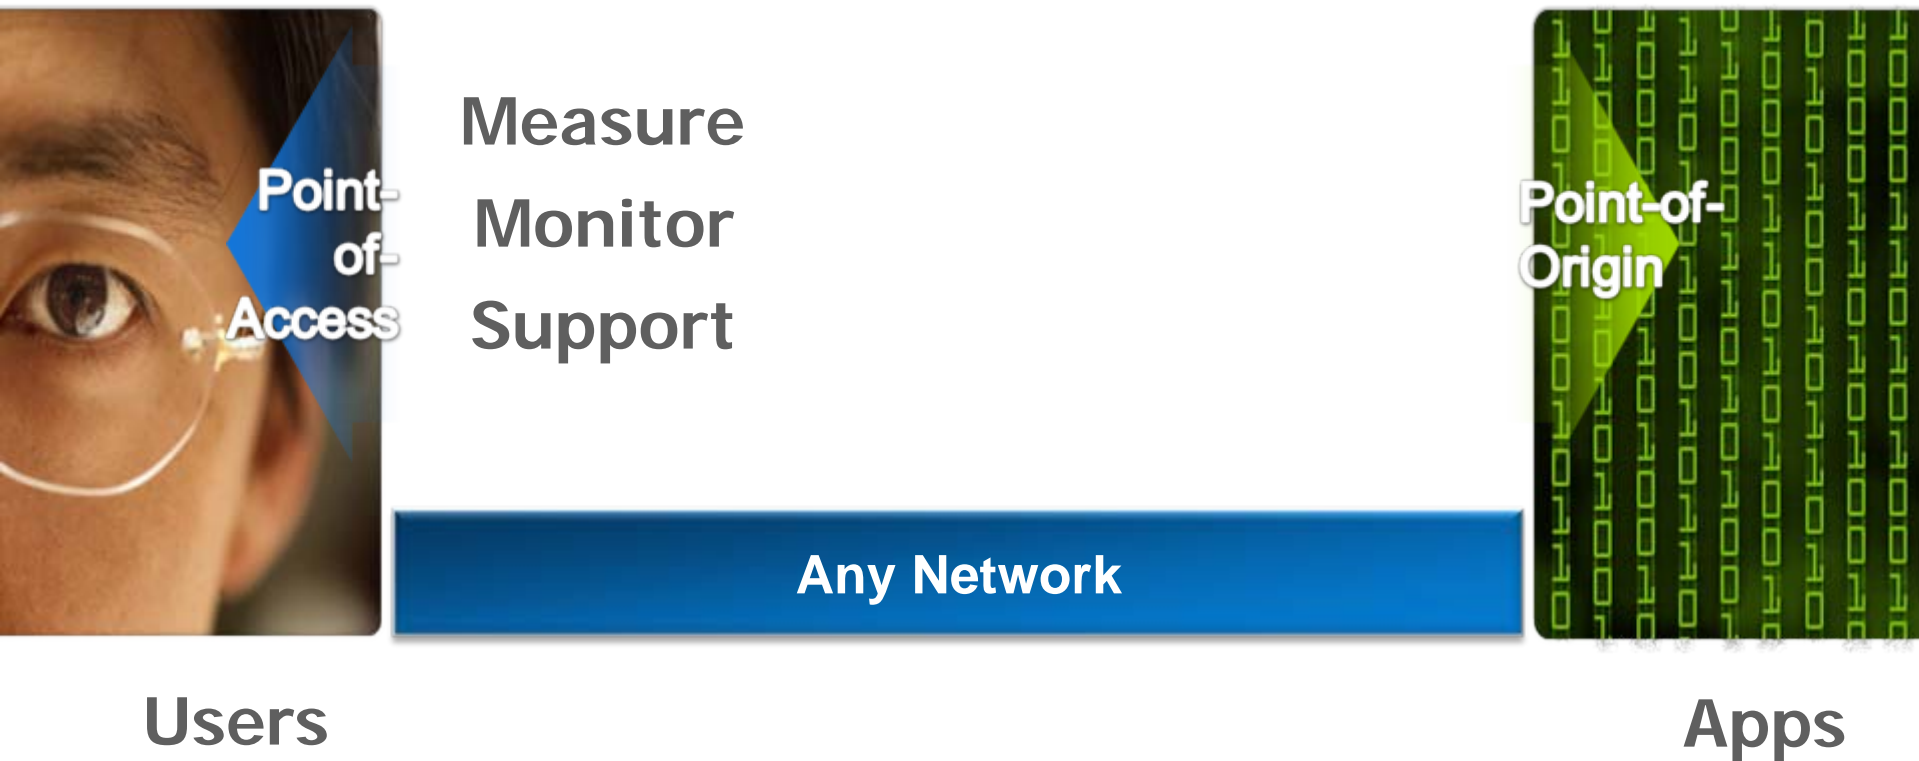 Point-
of-
Access
Measure
Monitor
Support
Point-of-
Origin
Any Network
Users
Apps